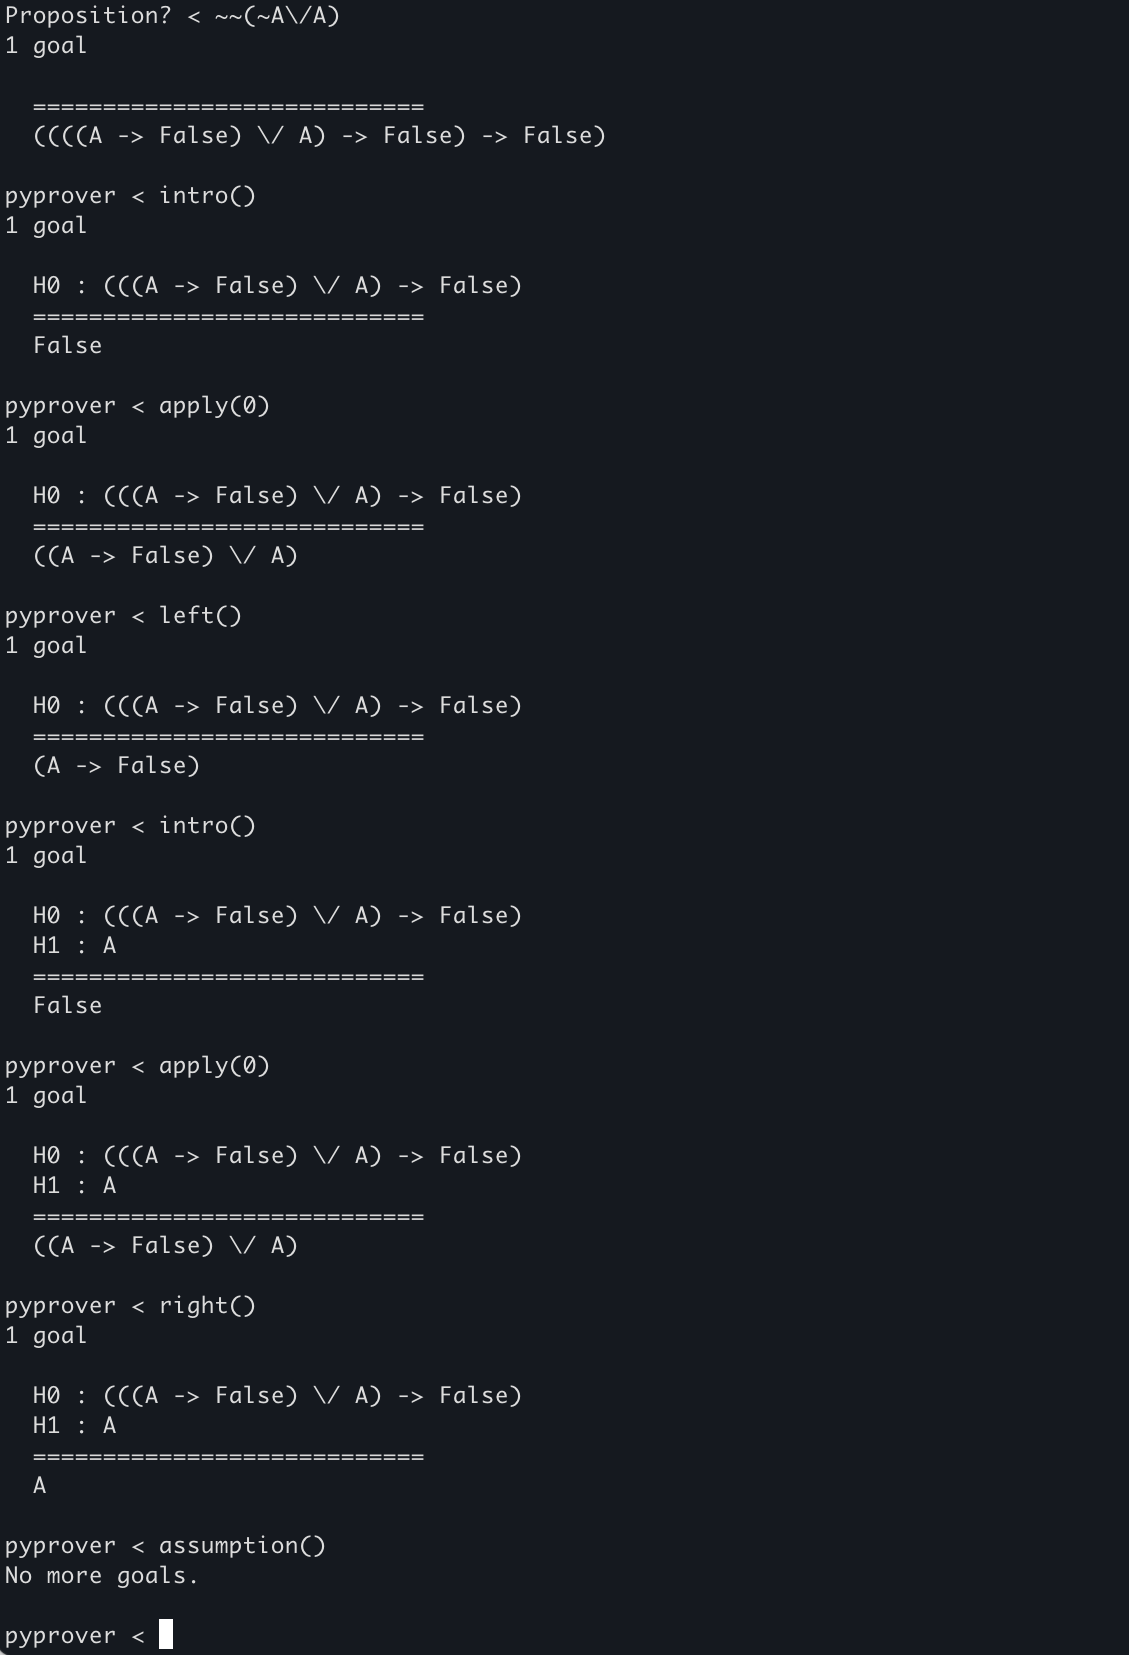 Proposition? < ~~(~A\/A)
1 goal
============================
((((A -> False) \/ A) -> False) -> False)
pyprover < intro()
1 goal
H0 : (((A -> False) \/ A) -> False)
============================
False
pyprover < apply(0)
1 goal
H0 : (((A -> False) \/ A) -> False)
============================
((A -> False) \/ A)
pyprover < left()
1 goal
H0 : (((A -> False) \/ A) -> False)
============================
(A -> False)
pyprover < intro()
1 goal
H0 : (((A -> False) \/ A) -> False)
H1 : A
============================
False
pyprover < apply(0)
1 goal
H0 : (((A -> False) \/ A) -> False)
H1 : A
============================
((A -> False) \/ A)
pyprover < right()
1 goal
H0 : (((A -> False) \/ A) -> False)
H1 : A
============================
A
pyprover < assumption()
No more goals.
pyprover <